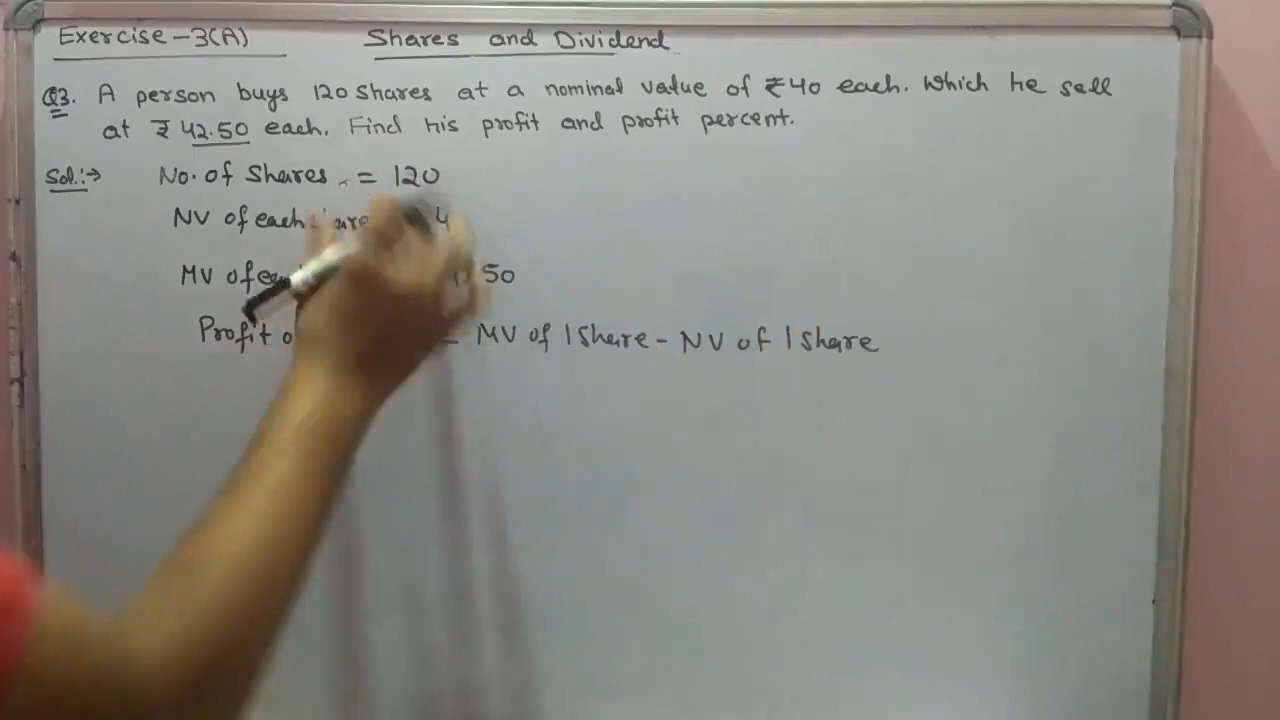 Exercise-3(A) Shares and Dividend
Q3. A person buys 120 Shares at a nominal value of ₹40 each. Which he sell
at ₹ 42.50 each. Find his profit and profit percent.
Sol:→ No. of Shares = 120
NV of each 4
MV of 50
Profit = MV of 1 Share - NV of 1 Share